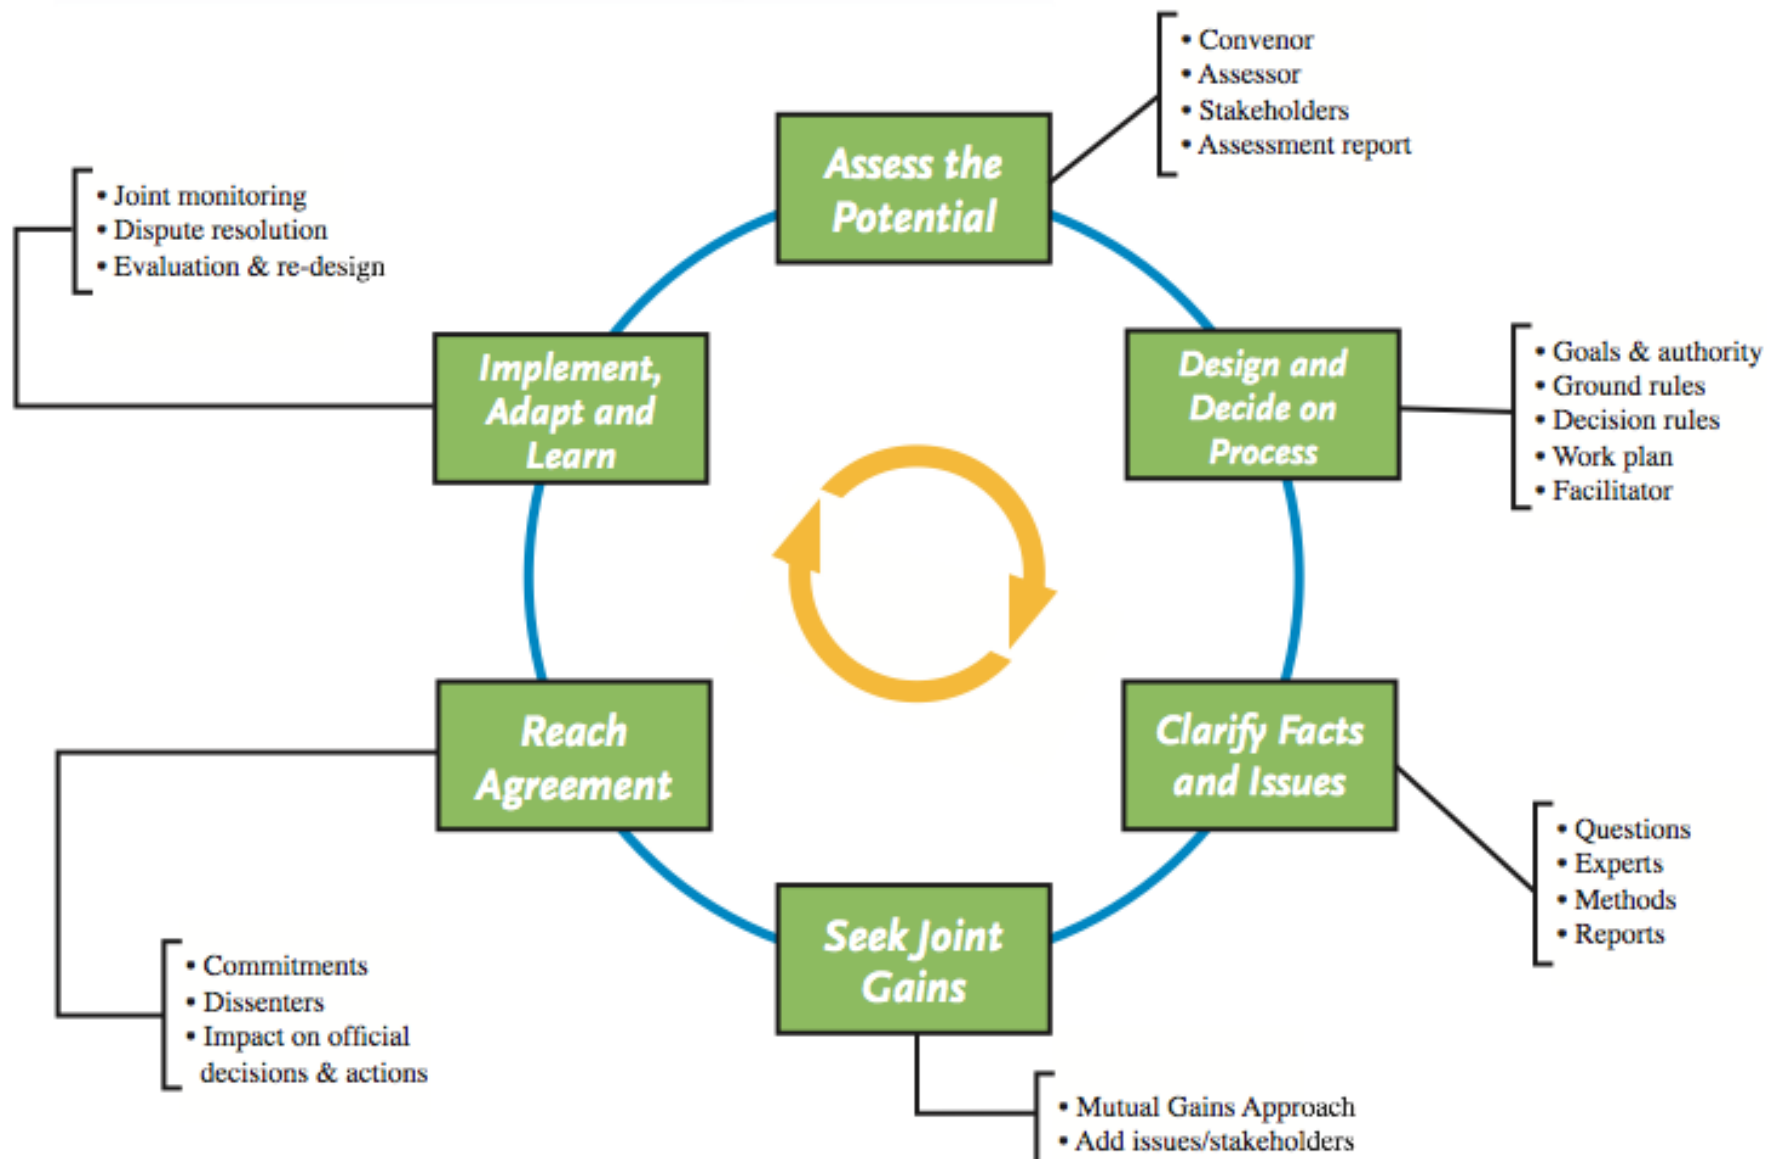 Assess the
Potential
• Convenor
• Assessor
• Stakeholders
• Assessment report
Design and
Decide on
Process
• Goals & authority
• Ground rules
• Decision rules
• Work plan
• Facilitator
Clarify Facts
and Issues
• Questions
• Experts
• Methods
• Reports
Seek Joint
Gains
• Mutual Gains Approach
• Add issues/stakeholders
Reach
Agreement
• Commitments
• Dissenters
• Impact on official
decisions & actions
Implement,
Adapt and
Learn
• Joint monitoring
• Dispute resolution
• Evaluation & re-design